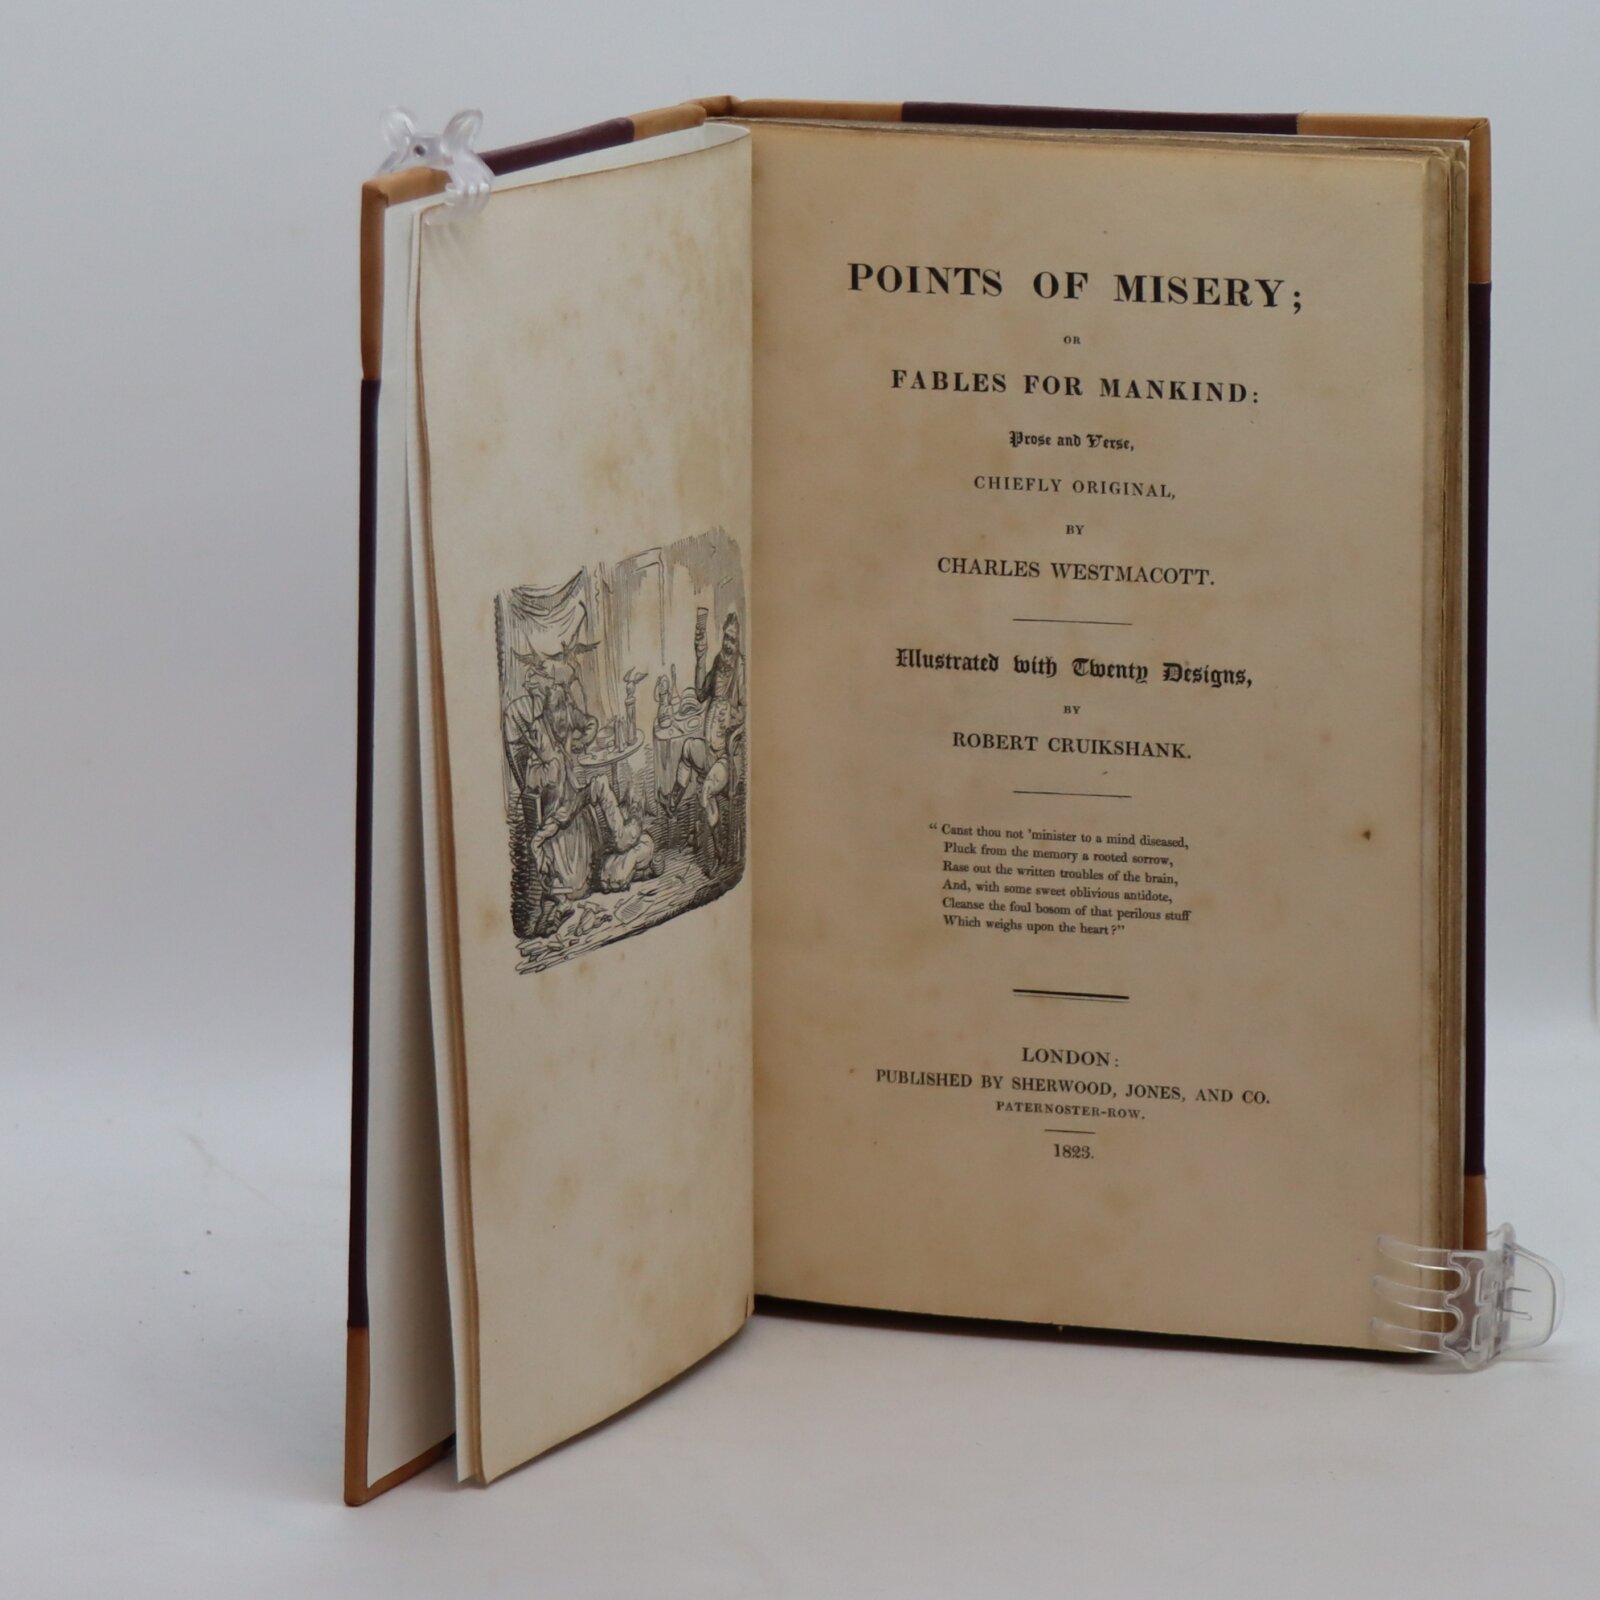 POINTS OF MISERY;
OR
FABLES FOR MANKIND:
Prose and Verse,
CHIEFLY ORIGINAL,
BY
CHARLES WESTMACOTT.
Illustrated with Twenty Designs,
BY
ROBERT CRUIKSHANK.
“ Canst thou not 'minister to a mind diseased,
Pluck from the memory a rooted sorrow,
Rase out the written troubles of the brain,
And, with some sweet oblivious antidote,
Cleanse the foul bosom of that perilous stuff
Which weighs upon the heart?”
LONDON:
PUBLISHED BY SHERWOOD, JONES, AND CO.
PATERNOSTER-ROW.
1823.